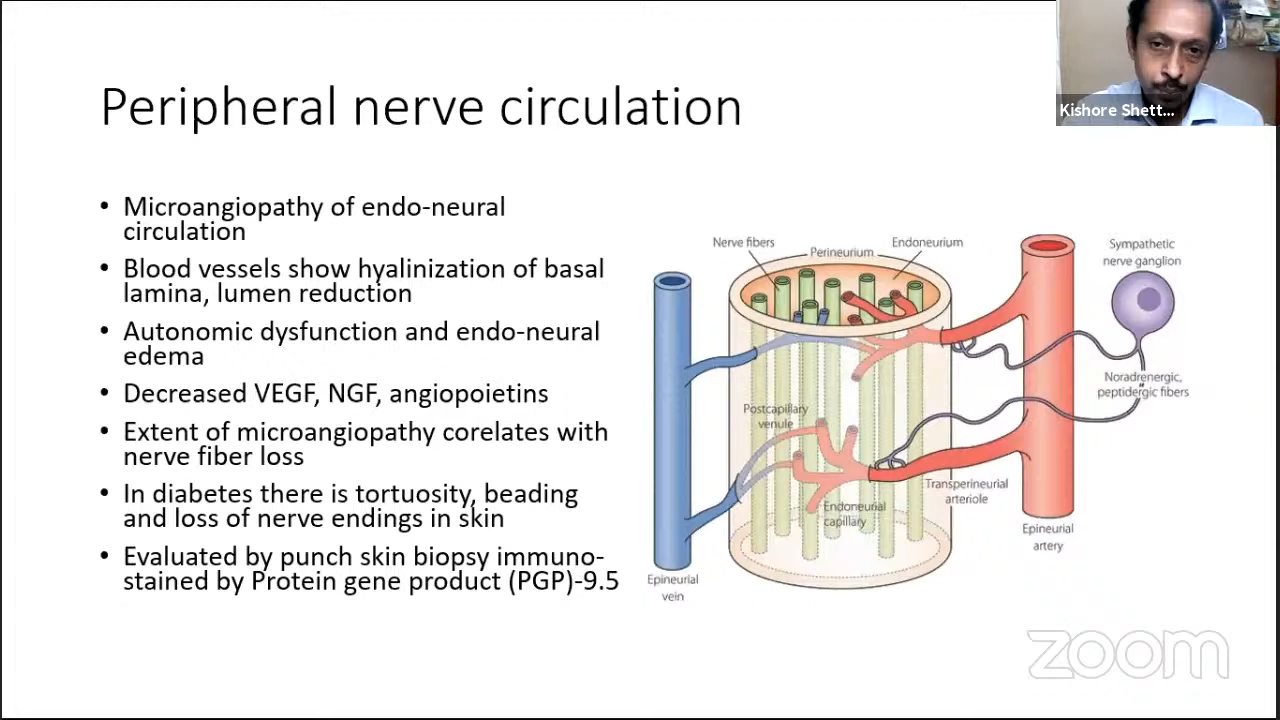 Peripheral nerve circulation
Kishore Shett...
• Microangiopathy of endo-neural
circulation
• Blood vessels show hyalinization of basal
lamina, lumen reduction
• Autonomic dysfunction and endo-neural
edema
• Decreased VEGF, NGF, angiopoietins
• Extent of microangiopathy corelates with
nerve fiber loss
• In diabetes there is tortuosity, beading
and loss of nerve endings in skin
• Evaluated by punch skin biopsy immuno-
stained by Protein gene product (PGP)-9.5
Nerve fibers
Perineurium
Endoneurium
Sympathetic
nerve ganglion
Noradrenergic,
peptidergic fibers
Postcapillary
venule
Transperineurial
arteriole
Endoneurial
capillary
Epineurial
artery
Epineurial
vein
zoom